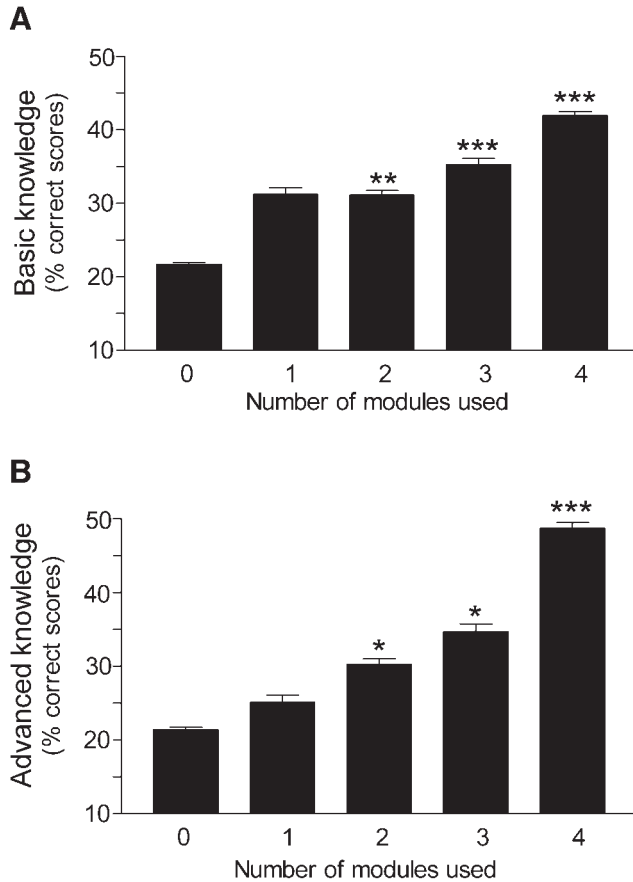 A
Basic knowledge
(% correct scores)
50
40
30
20
10
** *** ***
0 1 2 3 4
Number of modules used
B
Advanced knowledge
(% correct scores)
50
40
30
20
10
* * ***
0 1 2 3 4
Number of modules used